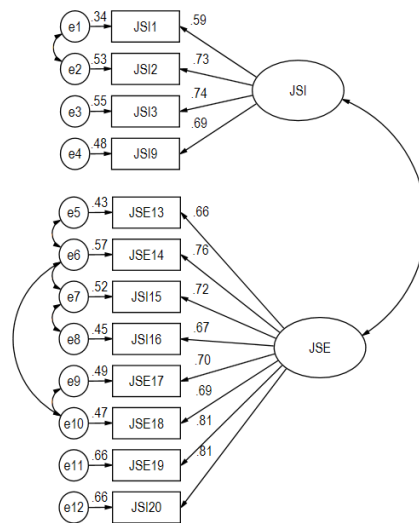 e1 .34 JSI1 .59
e2 .53 JSI2 .73
JSI
e3 .55 JSI3 .74
e4 .48 JSI9 .69
e5 .43 JSE13 .66
e6 .57 JSE14 .76
e7 .52 JSI15 .72
e8 .45 JSI16 .67
JSE
e9 .49 JSE17 .70
e10 .47 JSE18 .69
e11 .66 JSE19 .81
e12 .66 JSI20 .81